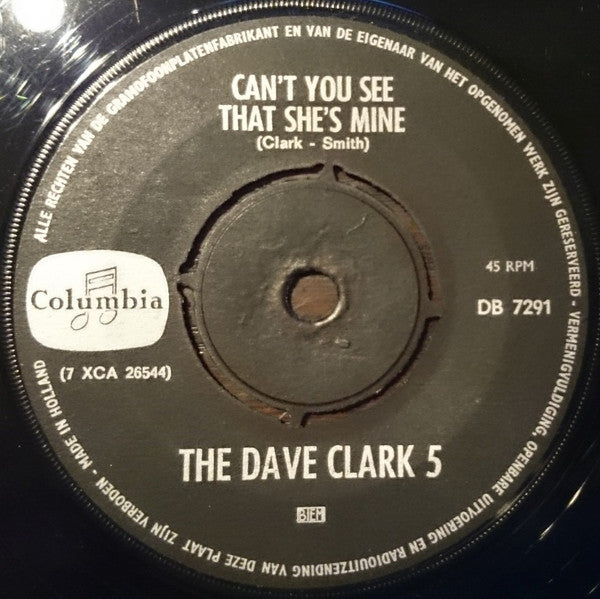 ALLE RECHTEN VAN DE GRAMOFOONPLATENFABRIKANT EN VAN DE EIGENAAR VAN HET OPGENOMEN WERK ZIJN GERESERVEERD - VERMENIGVULDIGING, OPENBARE UITVOERING EN RADIOUITZENDING VAN DEZE PLAAT ZIJN VERBODEN - MADE IN HOLLAND
CAN'T YOU SEE
THAT SHE'S MINE
(Clark - Smith)
45 RPM
Columbia
DB 7291
(7 XCA 26544)
THE DAVE CLARK 5
BIEM